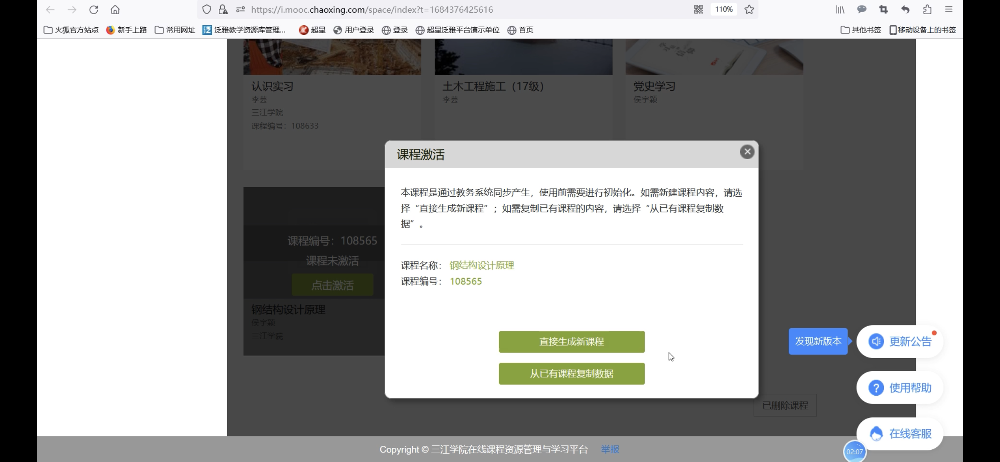 https://i.mooc.chaoxing.com/space/index?t=1684376425616
110%
火狐官方站点
新手上路
常用网址
泛雅教学资源库管理...
超星
用户登录
登录
超星泛雅平台演示单位
首页
其他书签
移动设备上的书签
认识实习
李芸
三江学院
课程编号：108633
土木工程施工（17级）
李芸
党史学习
侯宇颖
课程激活
本课程是通过教务系统同步产生，使用前需要进行初始化。如需新建课程内容，请选
择“直接生成新课程”；如需复制已有课程的内容，请选择“从已有课程复制数
据”。
课程名称： 钢结构设计原理
课程编号： 108565
直接生成新课程
从已有课程复制数据
课程编号：108565
课程未激活
点击激活
钢结构设计原理
侯宇颖
三江学院
发现新版本
更新公告
使用帮助
已删除课程
在线客服
Copyright © 三江学院在线课程资源管理与学习平台 举报
02:07